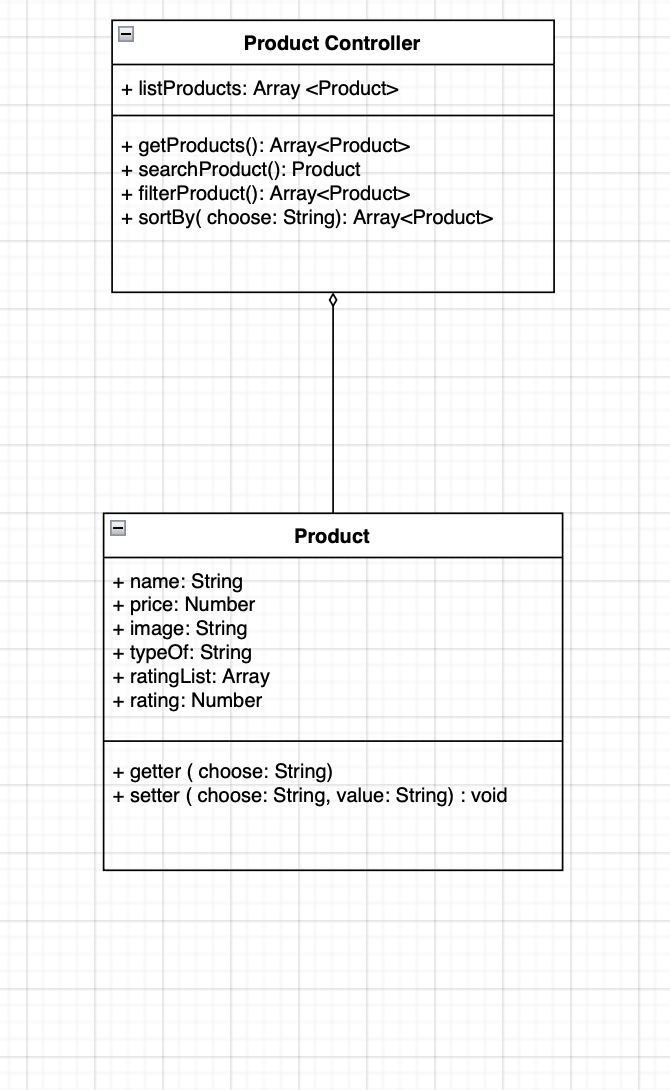 Product Controller
+ listProducts: Array <Product>
+ getProducts(): Array<Product>
+ searchProduct(): Product
+ filterProduct(): Array<Product>
+ sortBy( choose: String): Array<Product>
Product
+ name: String
+ price: Number
+ image: String
+ typeOf: String
+ ratingList: Array
+ rating: Number
+ getter ( choose: String)
+ setter ( choose: String, value: String) : void